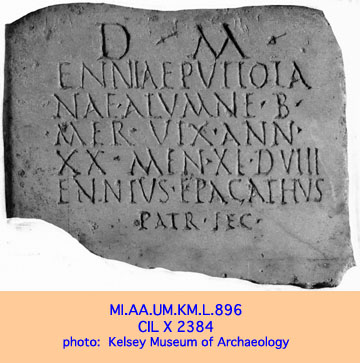 D M
ENNIAE PVTIOLA
NAE·ALVMNE·B·
·MER·VIX·ANN·
XX·MEN·XI·D VIII
ENNIVS·EPAGATHVS
PATR·FEC·
MI.AA.UM.KM.L.896
CIL X 2384
photo: Kelsey Museum of Archaeology